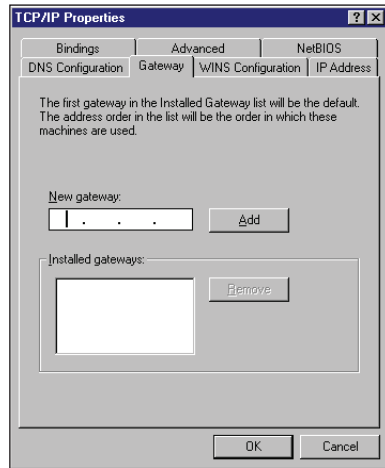 TCP/IP Properties
Bindings Advanced NetBIOS
DNS Configuration Gateway WINS Configuration IP Address
The first gateway in the Installed Gateway list will be the default.
The address order in the list will be the order in which these
machines are used.
New gateway:
. . . Add
Installed gateways:
Remove
OK Cancel